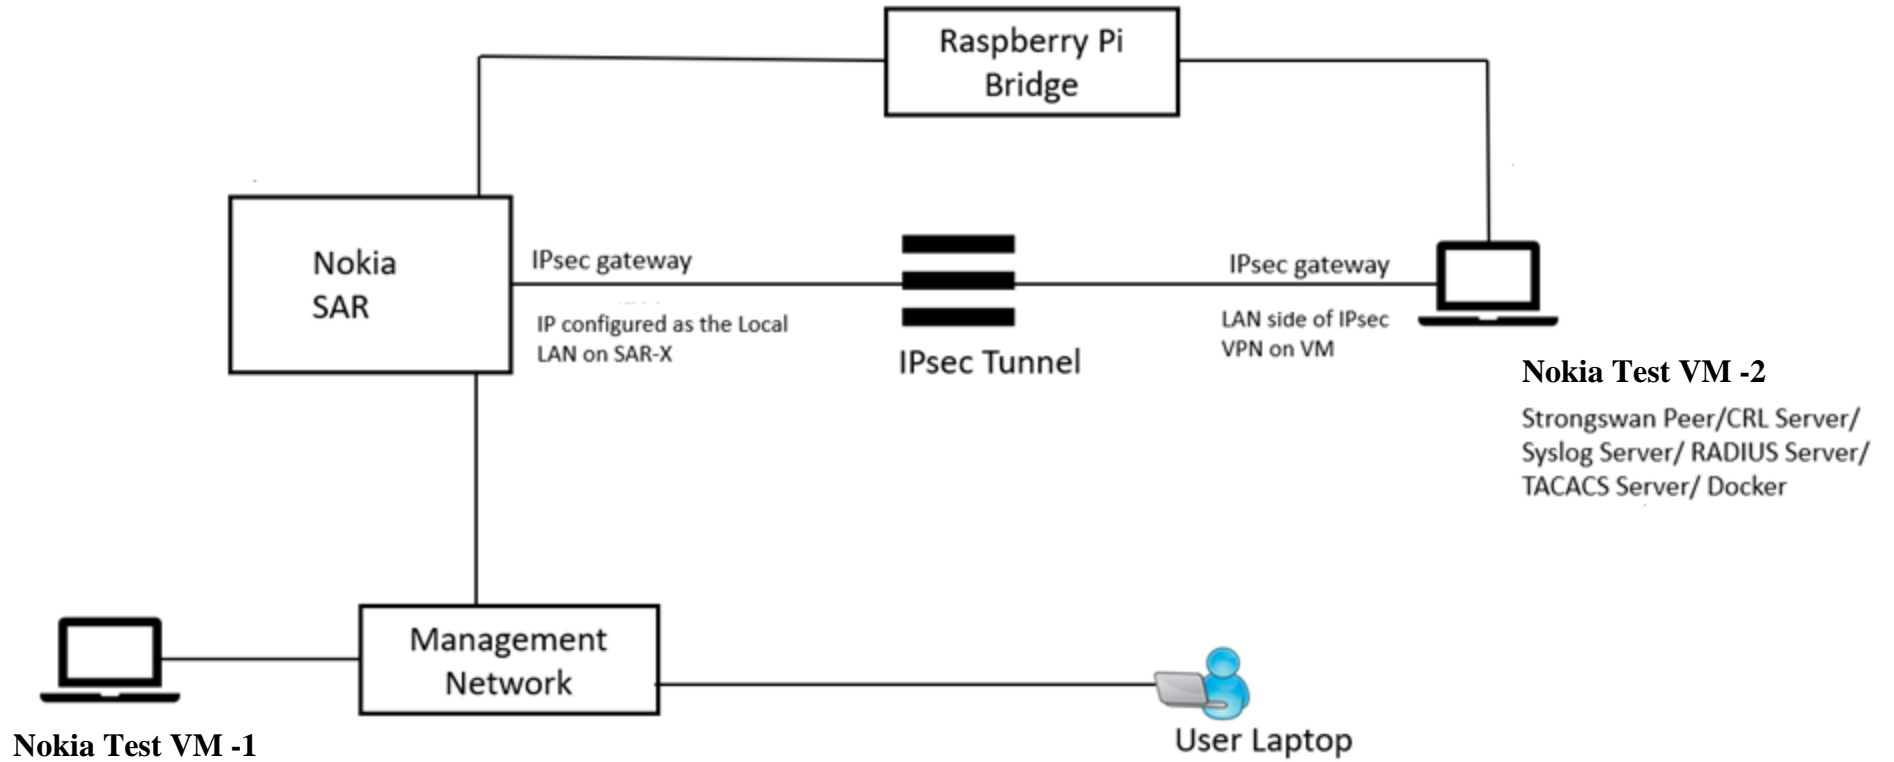 Raspberry Pi
Bridge
Nokia
SAR
IPsec gateway
IP configured as the Local
LAN on SAR-X
IPsec Tunnel
IPsec gateway
LAN side of IPsec
VPN on VM
Nokia Test VM -2
Strongswan Peer/CRL Server/
Syslog Server/ RADIUS Server/
TACACS Server/ Docker
Management
Network
Nokia Test VM -1
User Laptop